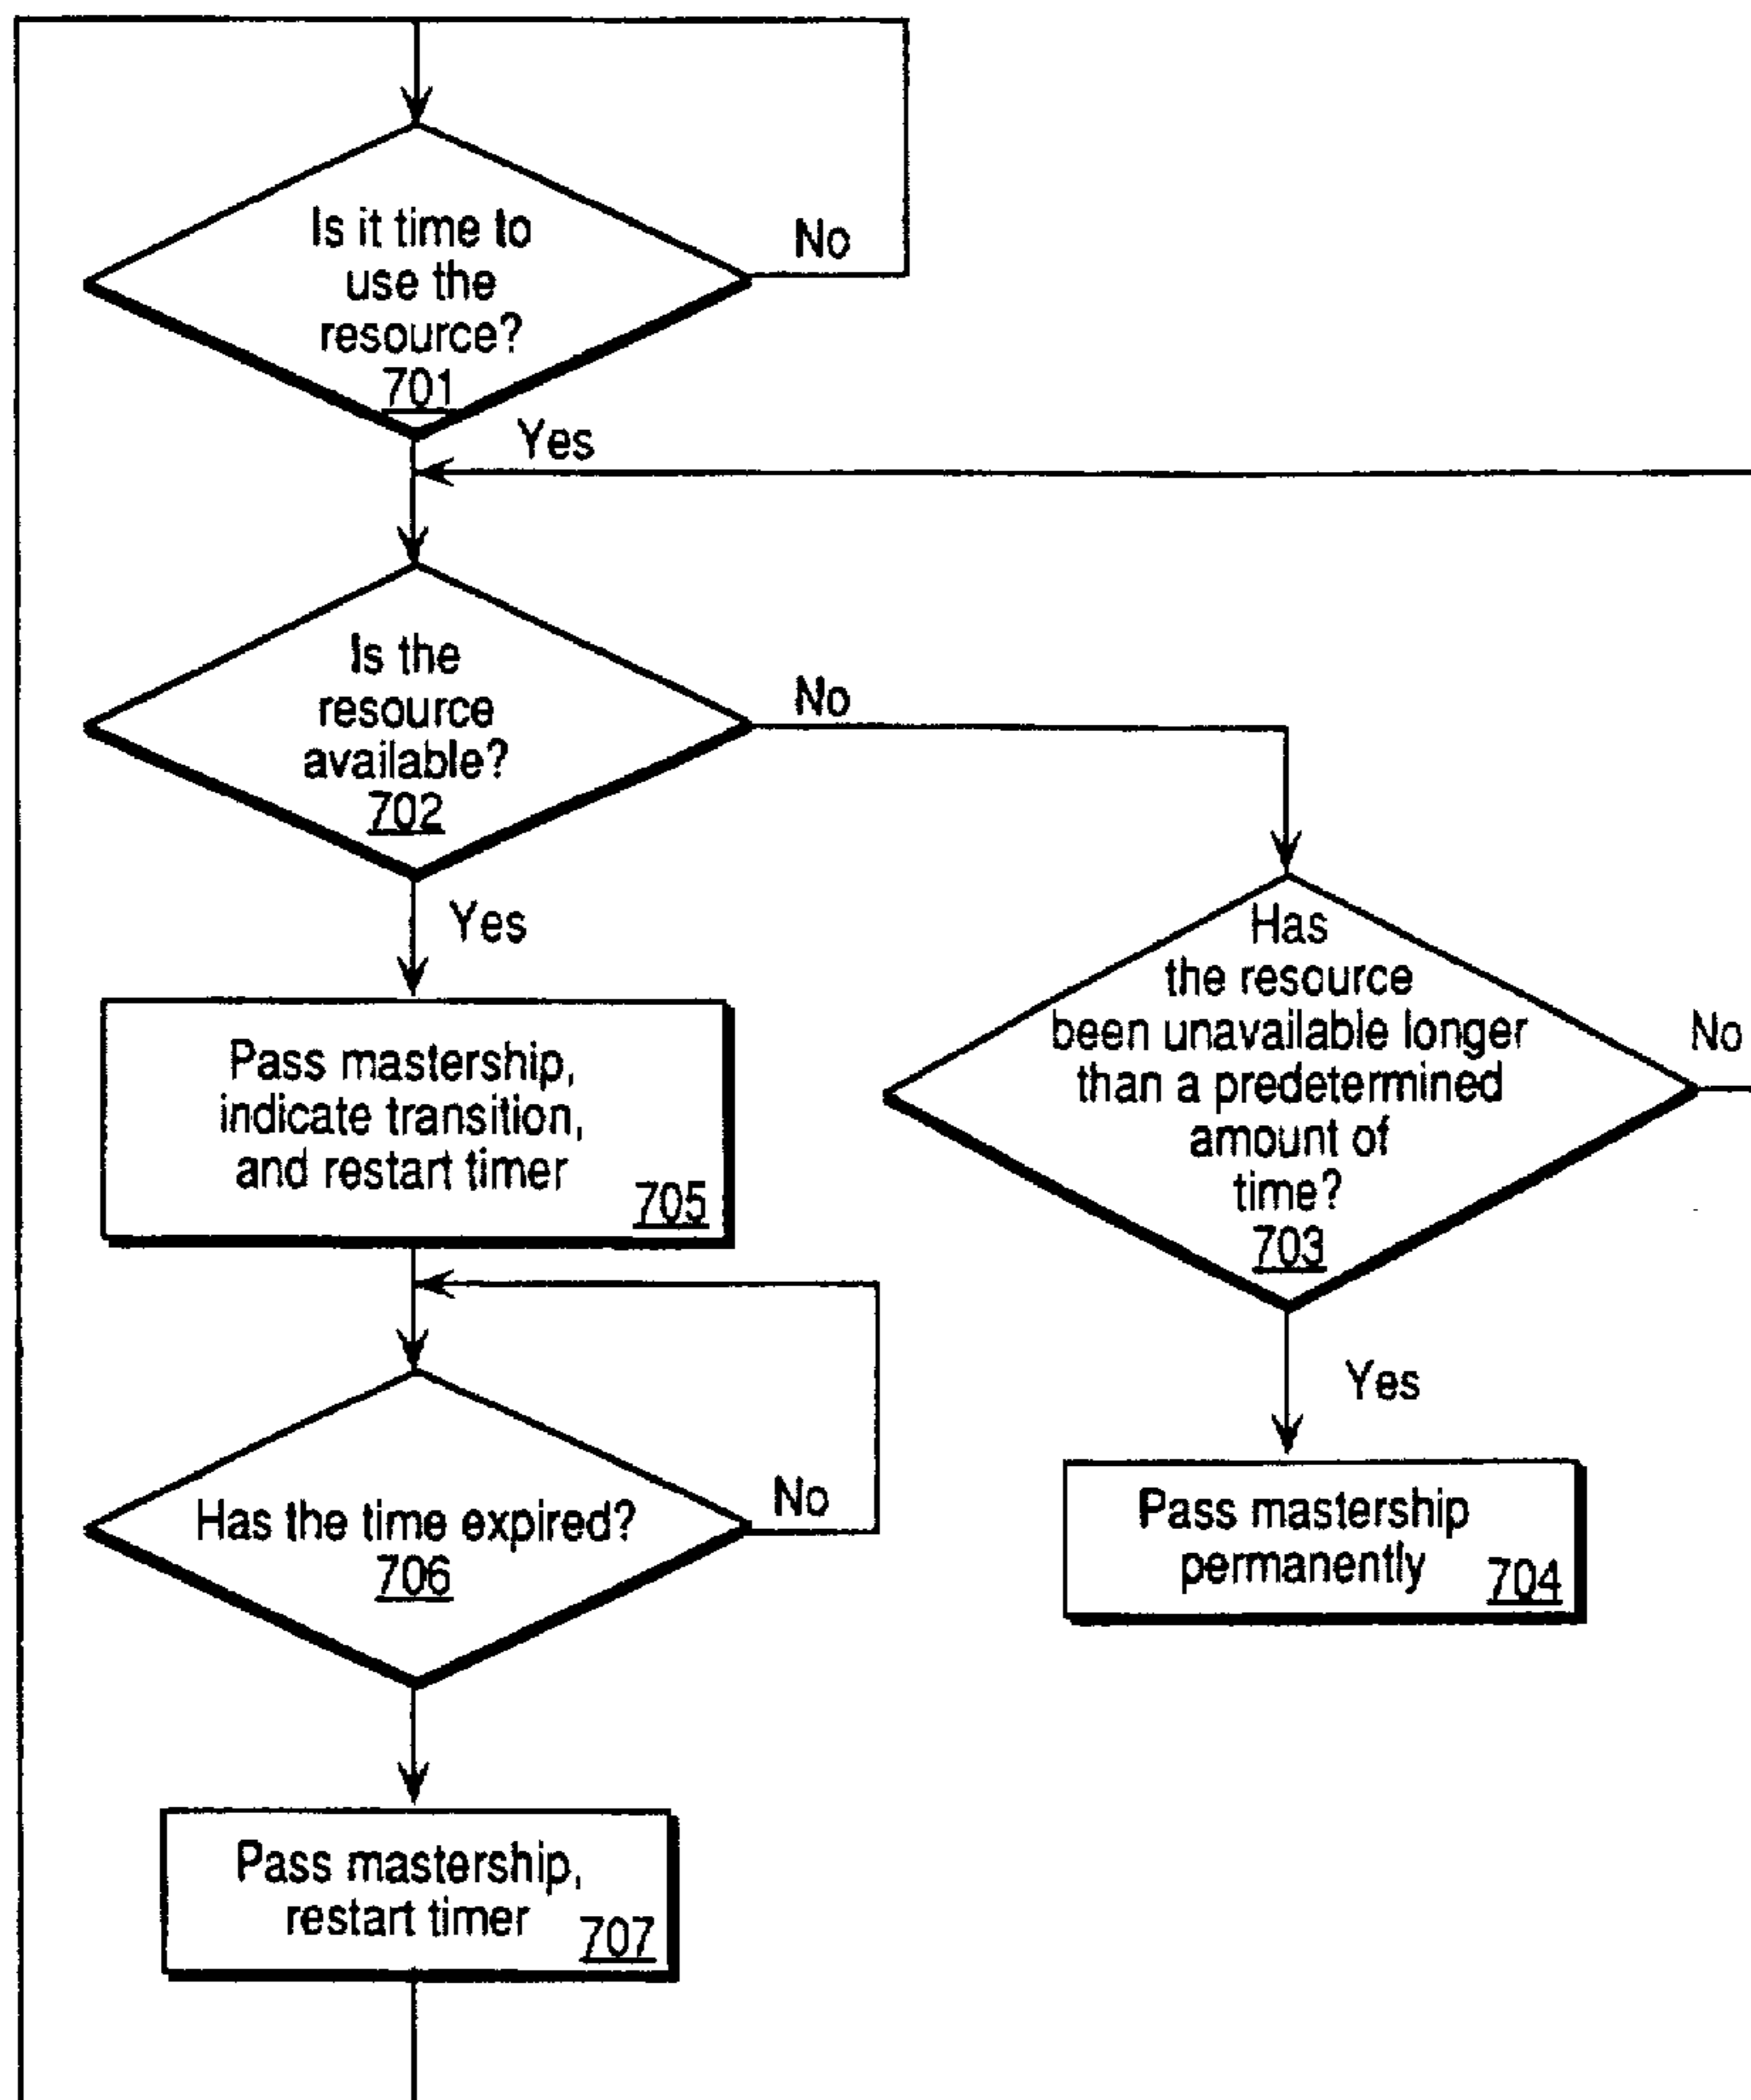 Is it time to
use the
resource?
701
No
Yes
Is the
resource
available?
702
No
Yes
Has
the resource
been unavailable longer
than a predetermined
amount of
time?
703
No
Yes
Pass mastership
permanently
704
Pass mastership,
indicate transition,
and restart timer
705
Has the time expired?
706
No
Pass mastership,
restart timer
707